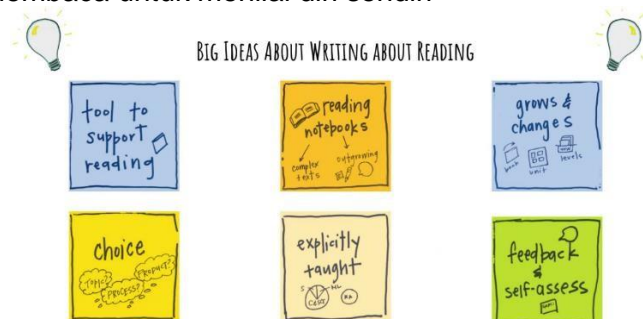 BIG IDEAS ABOUT WRITING ABOUT READING
tool to
support
reading
reading
notebooks
complex
texts
outgrowing
grows &
changes
book
unit
levels
choice
TOPIC?
PROCESS?
PRODUCT?
explicitly
taught
feedback
&
self-assess